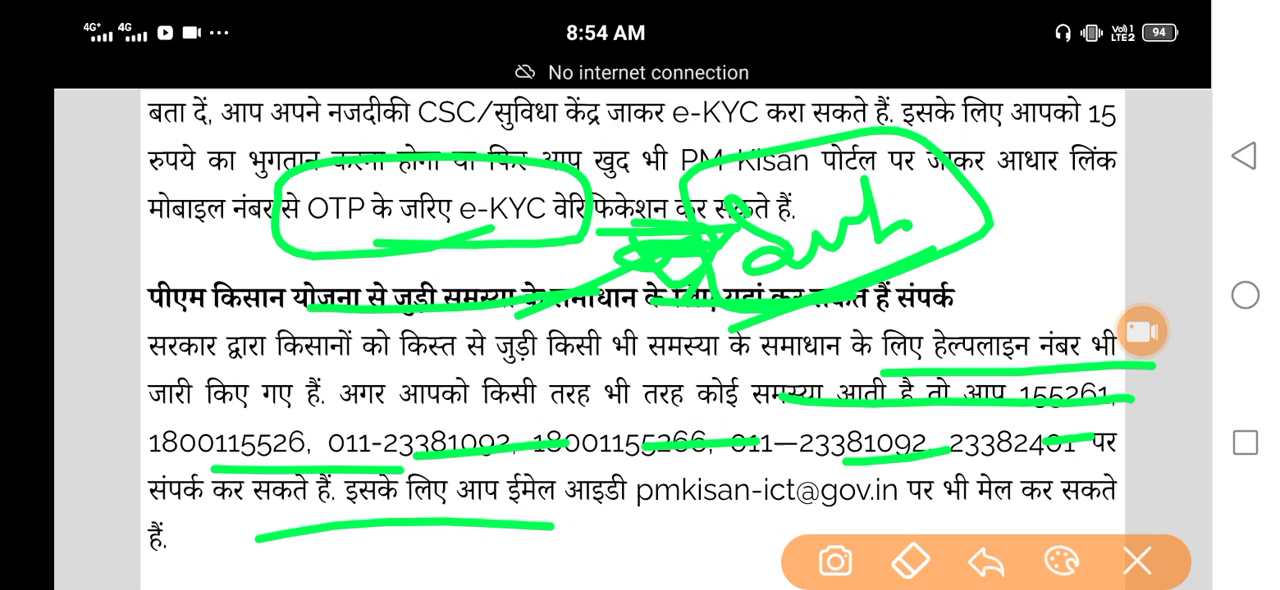 4G+ 4G
8:54 AM
Vo) 1 LTE2 94
No internet connection
बता दें, आप अपने नजदीकी CSC/सुविधा केंद्र जाकर e-KYC करा सकते हैं. इसके लिए आपको 15
रुपये का भुगतान करना होगा या फिर आप खुद भी PM Kisan पोर्टल पर जाकर आधार लिंक
मोबाइल नंबर से OTP के जरिए e-KYC वेरिफिकेशन कर सकते हैं.
पीएम किसान योजना से जुड़ी समस्या के समाधान के लिए यहां कर सकते हैं संपर्क
सरकार द्वारा किसानों को किस्त से जुड़ी किसी भी समस्या के समाधान के लिए हेल्पलाइन नंबर भी
जारी किए गए हैं. अगर आपको किसी तरह भी तरह कोई समस्या आती है तो आप 155261,
1800115526, 011-23381092, 18001155266, 011—23381092, 23382401 पर
संपर्क कर सकते हैं. इसके लिए आप ईमेल आइडी pmkisan-ict@gov.in पर भी मेल कर सकते
हैं.